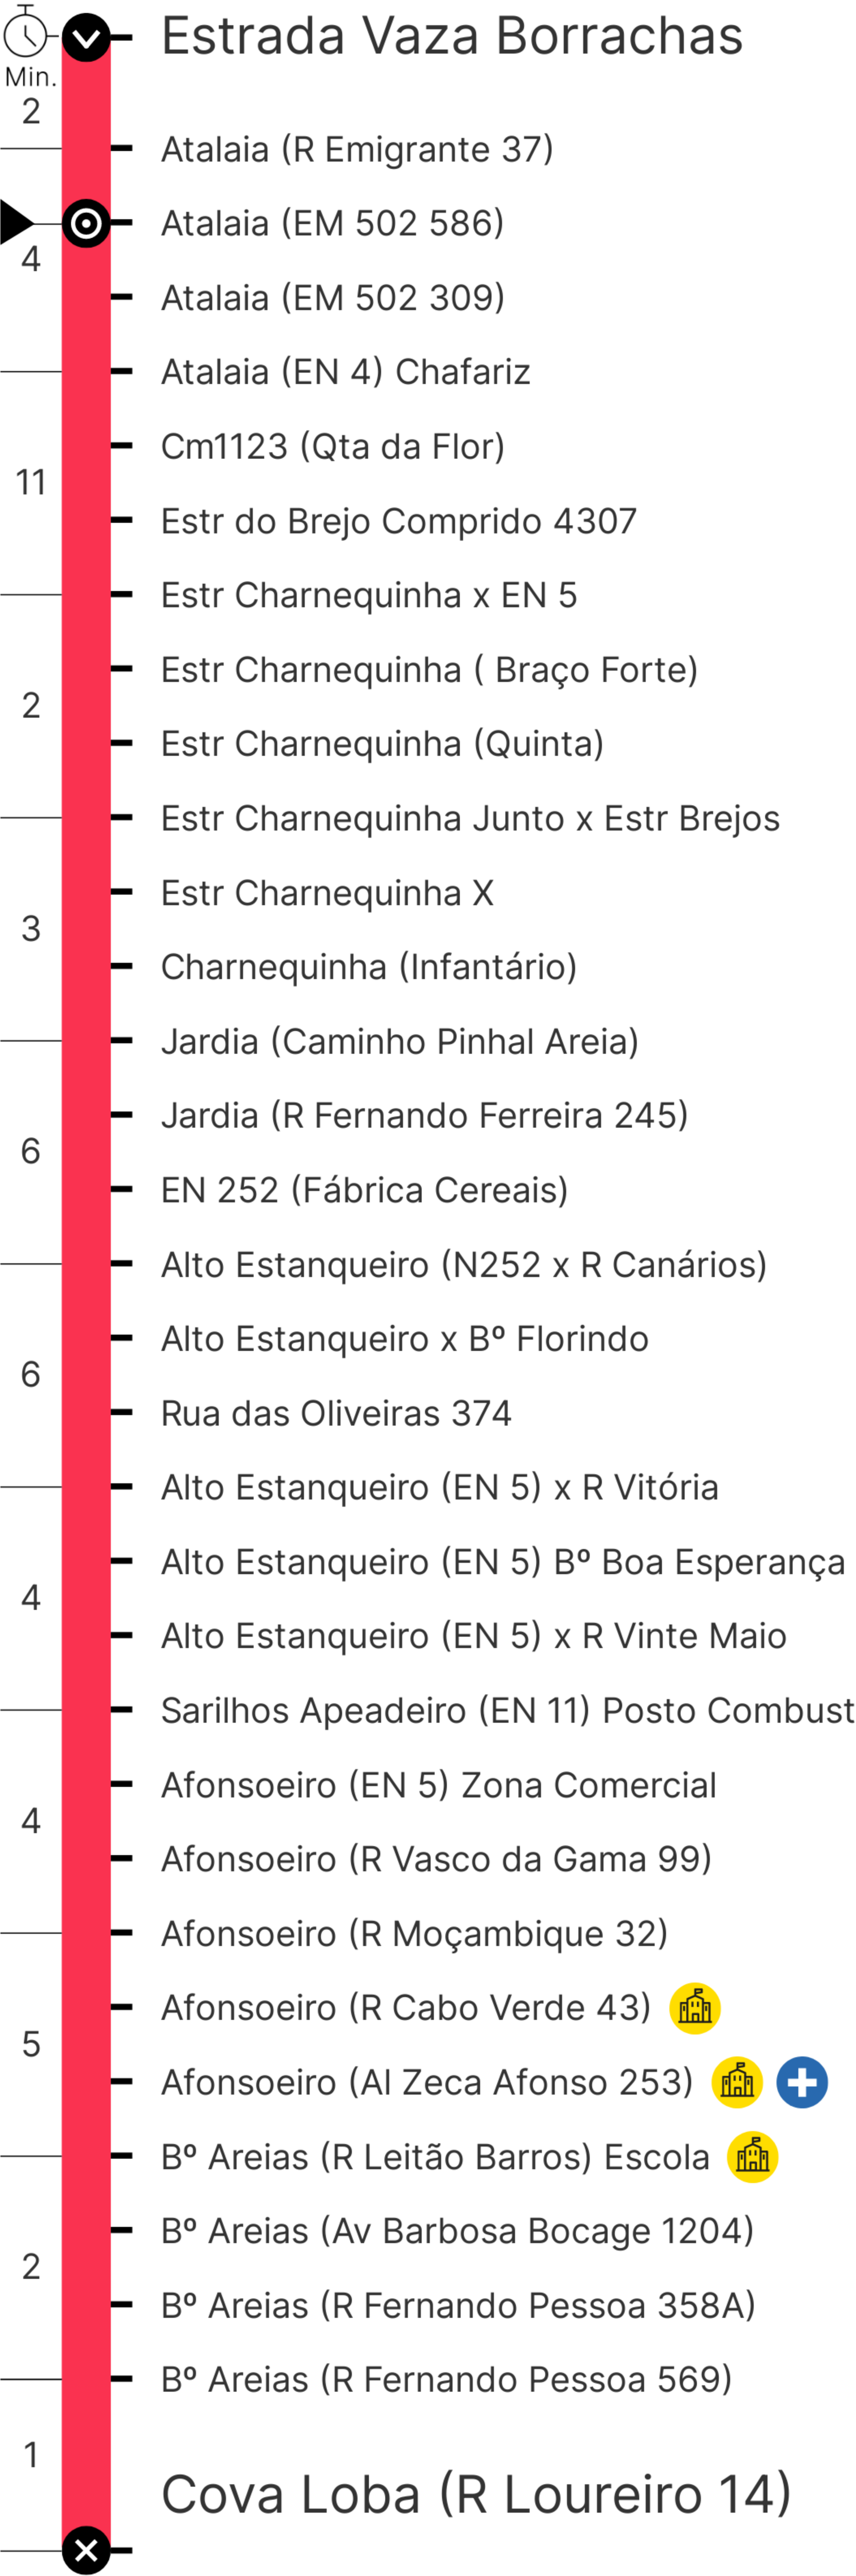 Estrada Vaza Borrachas
Min.
2
Atalaia (R Emigrante 37)
Atalaia (EM 502 586)
4
Atalaia (EM 502 309)
Atalaia (EN 4) Chafariz
Cm1123 (Qta da Flor)
11
Estr do Brejo Comprido 4307
Estr Charnequinha x EN 5
Estr Charnequinha ( Braço Forte)
2
Estr Charnequinha (Quinta)
Estr Charnequinha Junto x Estr Brejos
Estr Charnequinha X
3
Charnequinha (Infantário)
Jardia (Caminho Pinhal Areia)
Jardia (R Fernando Ferreira 245)
6
EN 252 (Fábrica Cereais)
Alto Estanqueiro (N252 x R Canários)
Alto Estanqueiro x Bº Florindo
6
Rua das Oliveiras 374
Alto Estanqueiro (EN 5) x R Vitória
Alto Estanqueiro (EN 5) Bº Boa Esperança
4
Alto Estanqueiro (EN 5) x R Vinte Maio
Sarilhos Apeadeiro (EN 11) Posto Combust
Afonsoeiro (EN 5) Zona Comercial
4
Afonsoeiro (R Vasco da Gama 99)
Afonsoeiro (R Moçambique 32)
Afonsoeiro (R Cabo Verde 43)
5
Afonsoeiro (Al Zeca Afonso 253)
Bº Areias (R Leitão Barros) Escola
Bº Areias (Av Barbosa Bocage 1204)
2
Bº Areias (R Fernando Pessoa 358A)
Bº Areias (R Fernando Pessoa 569)
1
Cova Loba (R Loureiro 14)